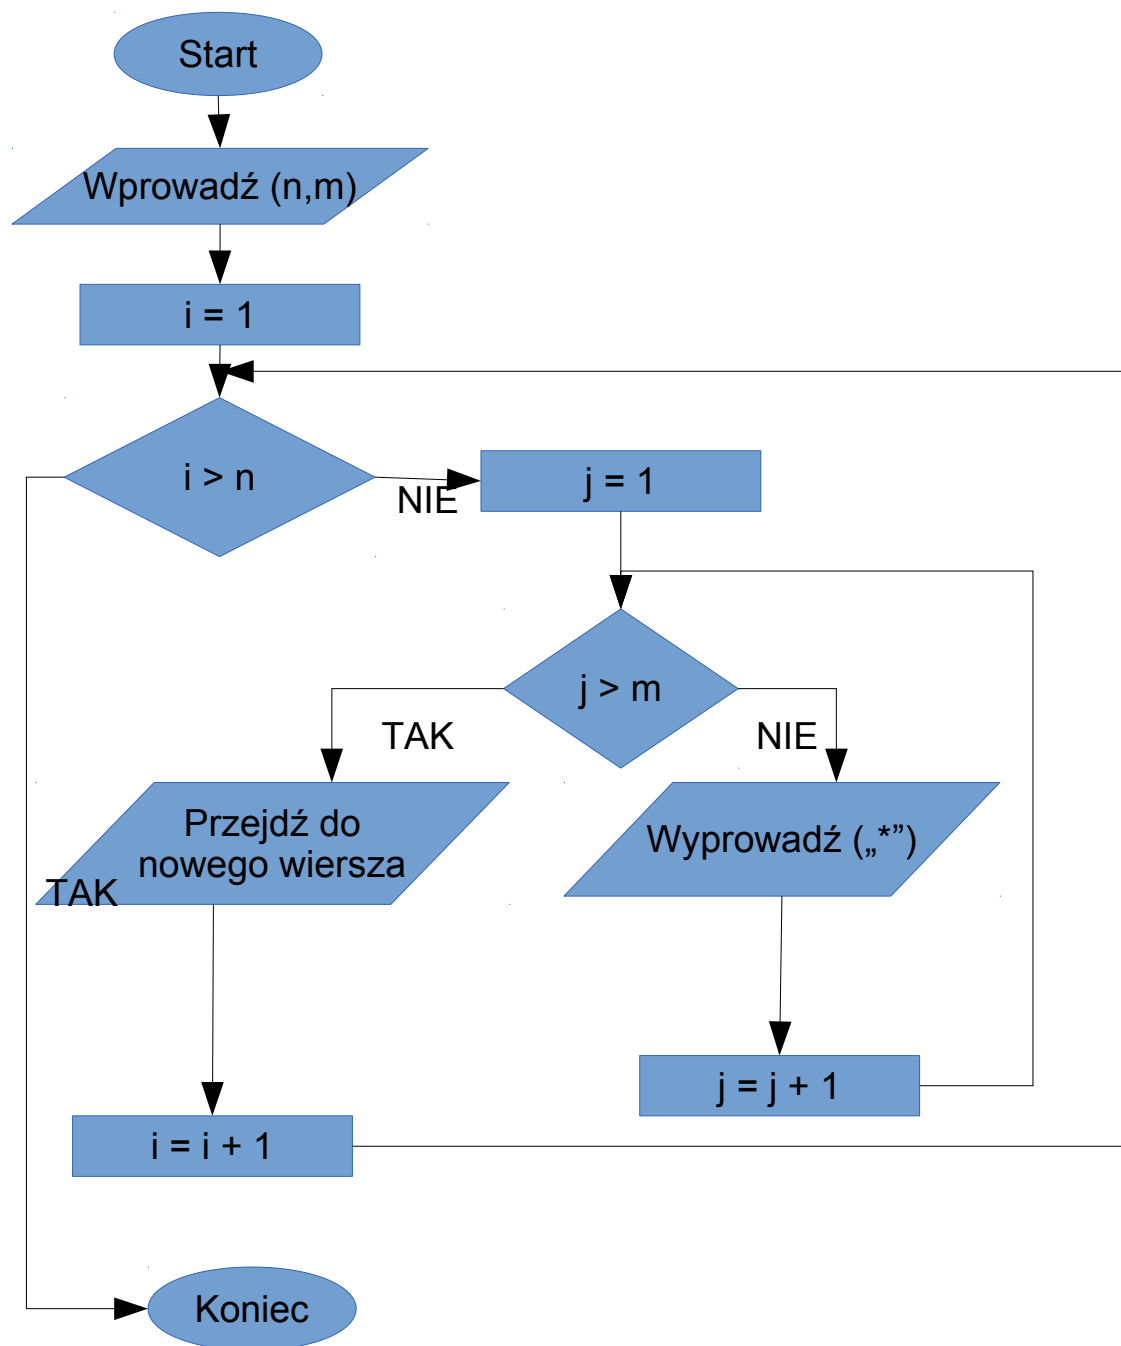 Start
Wprowadź (n,m)
i = 1
i > n
NIE
j = 1
j > m
TAK
NIE
Przejdź do
nowego wiersza
TAK
Wyprowadź („*”)
j = j + 1
i = i + 1
Koniec